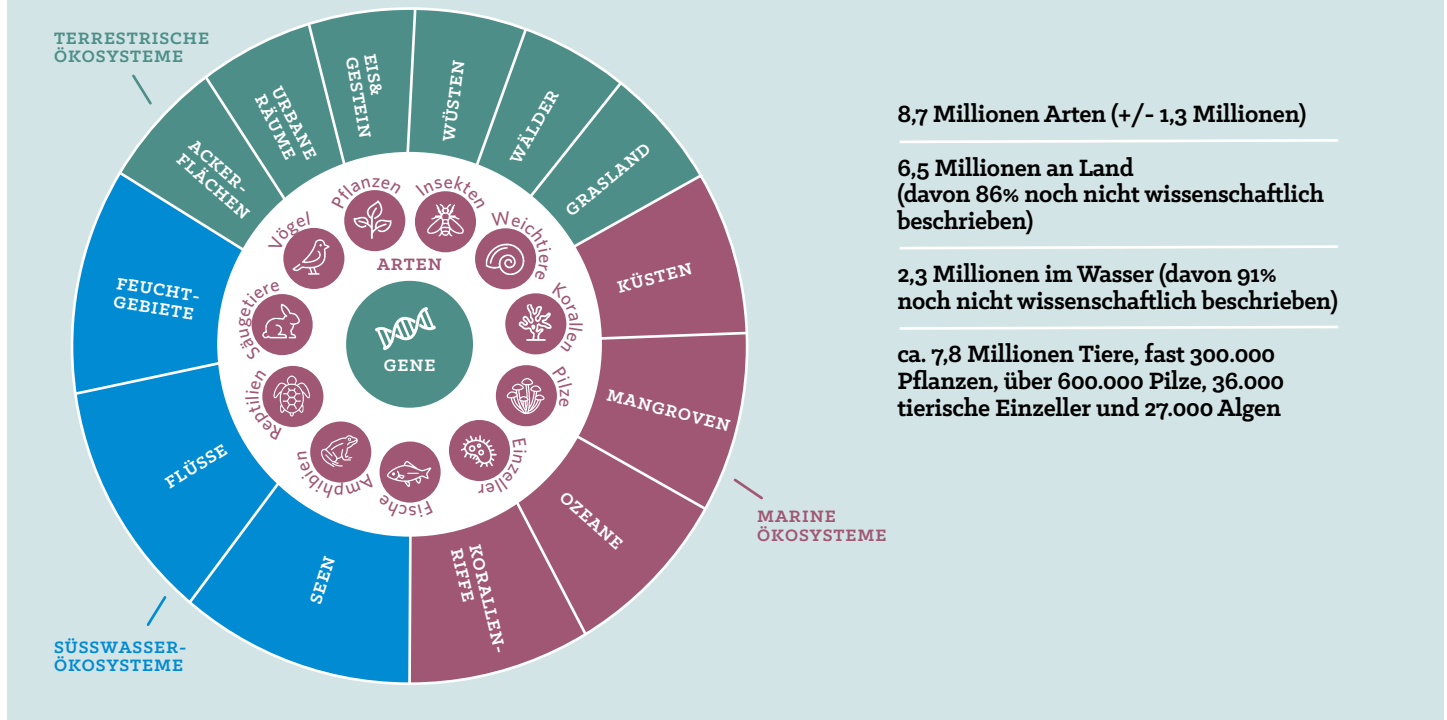 TERRESTRISCHE
ÖKOSYSTEME
ACKER-
FLÄCHEN
URBANE
RÄUME
EIS&
GESTEIN
WÜSTEN
WÄLDER
GRASLAND
KÜSTEN
MANGROVEN
OZEANE
KORALLEN-
RIFFE
SEEN
FLÜSSE
FEUCHT-
GEBIETE
MARINE
ÖKOSYSTEME
SÜSSWASSER-
ÖKOSYSTEME
Pflanzen
Insekten
Weichtiere
Korallen
Pilze
Einzeller
Fische
Amphibien
Reptilien
Säugetiere
Vögel
ARTEN
GENE
8,7 Millionen Arten (+/- 1,3 Millionen)
6,5 Millionen an Land
(davon 86% noch nicht wissenschaftlich
beschrieben)
2,3 Millionen im Wasser (davon 91%
noch nicht wissenschaftlich beschrieben)
ca. 7,8 Millionen Tiere, fast 300.000
Pflanzen, über 600.000 Pilze, 36.000
tierische Einzeller und 27.000 Algen